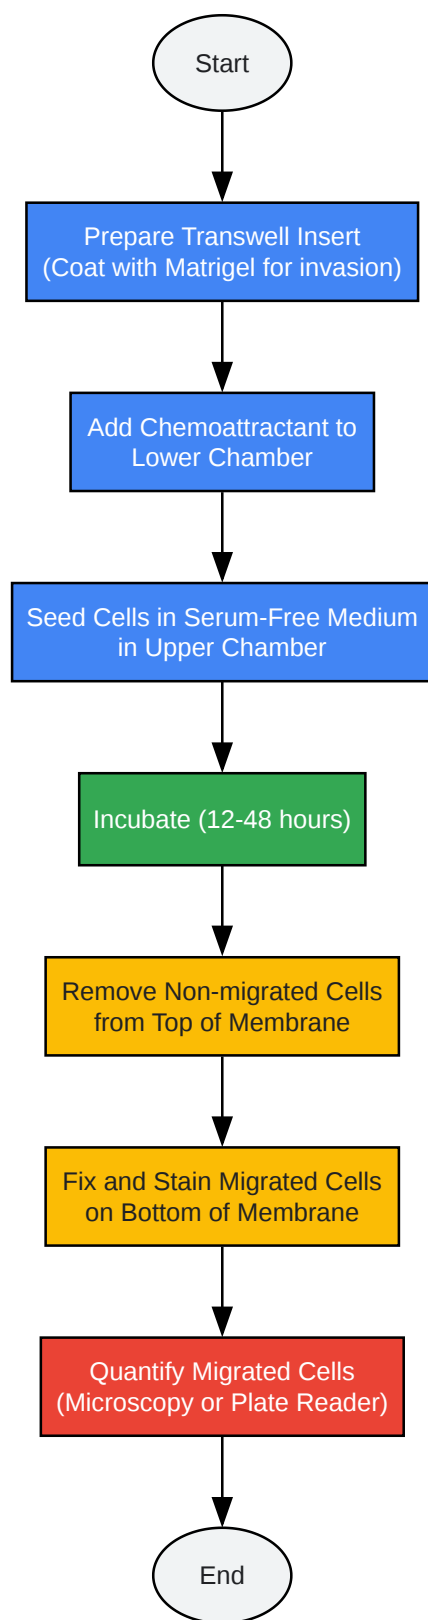 Start
Prepare Transwell Insert
(Coat with Matrigel for invasion)
Add Chemoattractant to
Lower Chamber
Seed Cells in Serum-Free Medium
in Upper Chamber
Incubate (12-48 hours)
Remove Non-migrated Cells
from Top of Membrane
Fix and Stain Migrated Cells
on Bottom of Membrane
Quantify Migrated Cells
(Microscopy or Plate Reader)
End